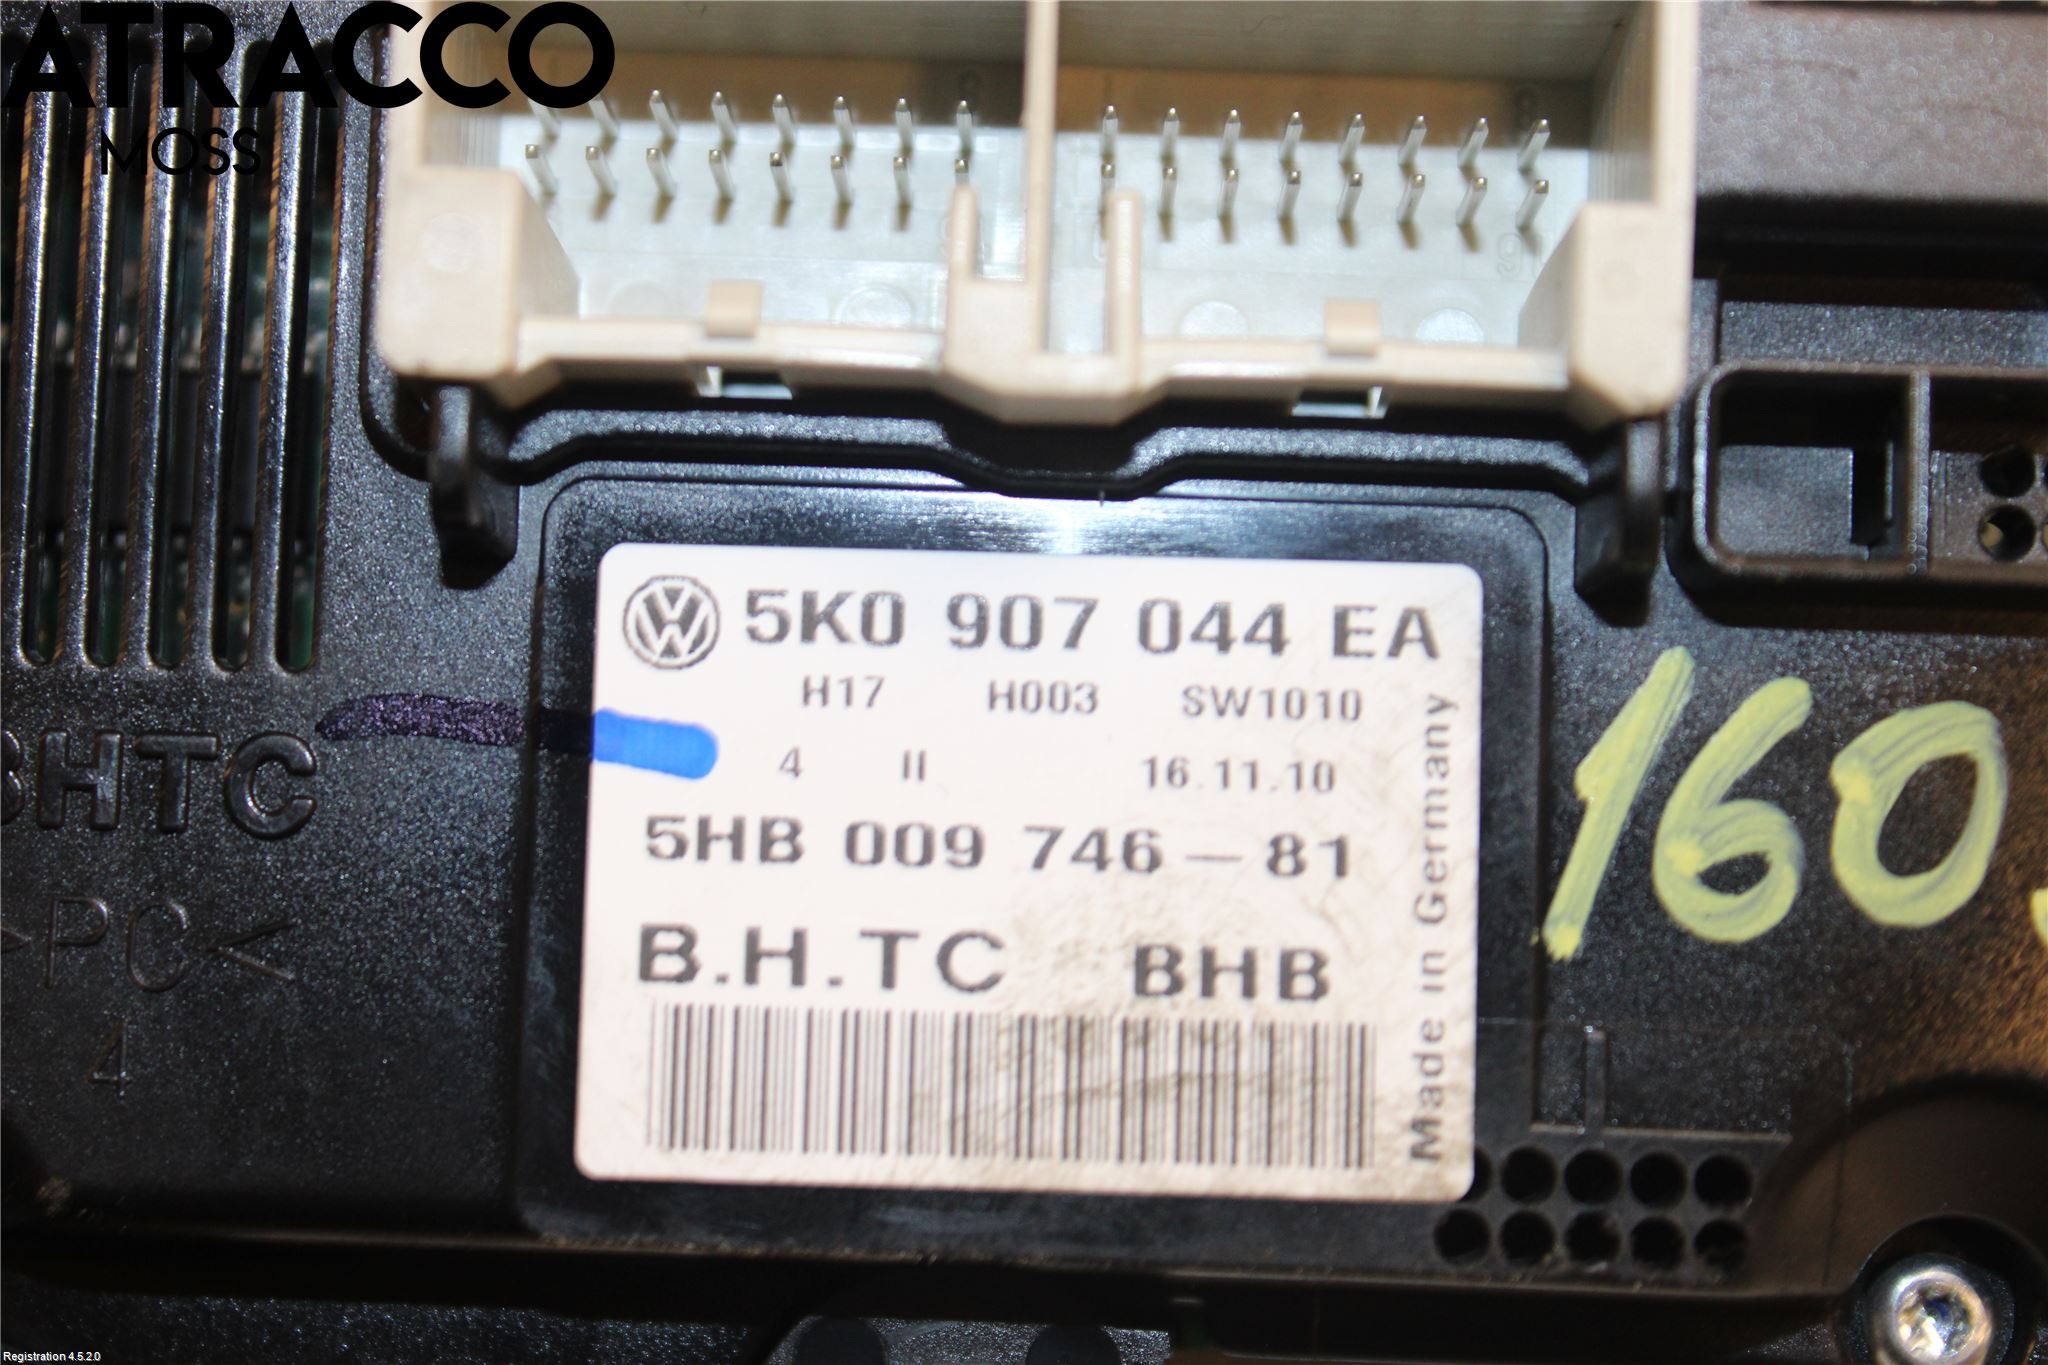 ATRACCO
MOSS
5K0 907 044 EA
H17 H003 SW1010
4 II 16.11.10
5HB 009 746-81
B.H.TC BHB
Made in Germany
BHTC
>PC<
4
160
Registration 4.5.2.0